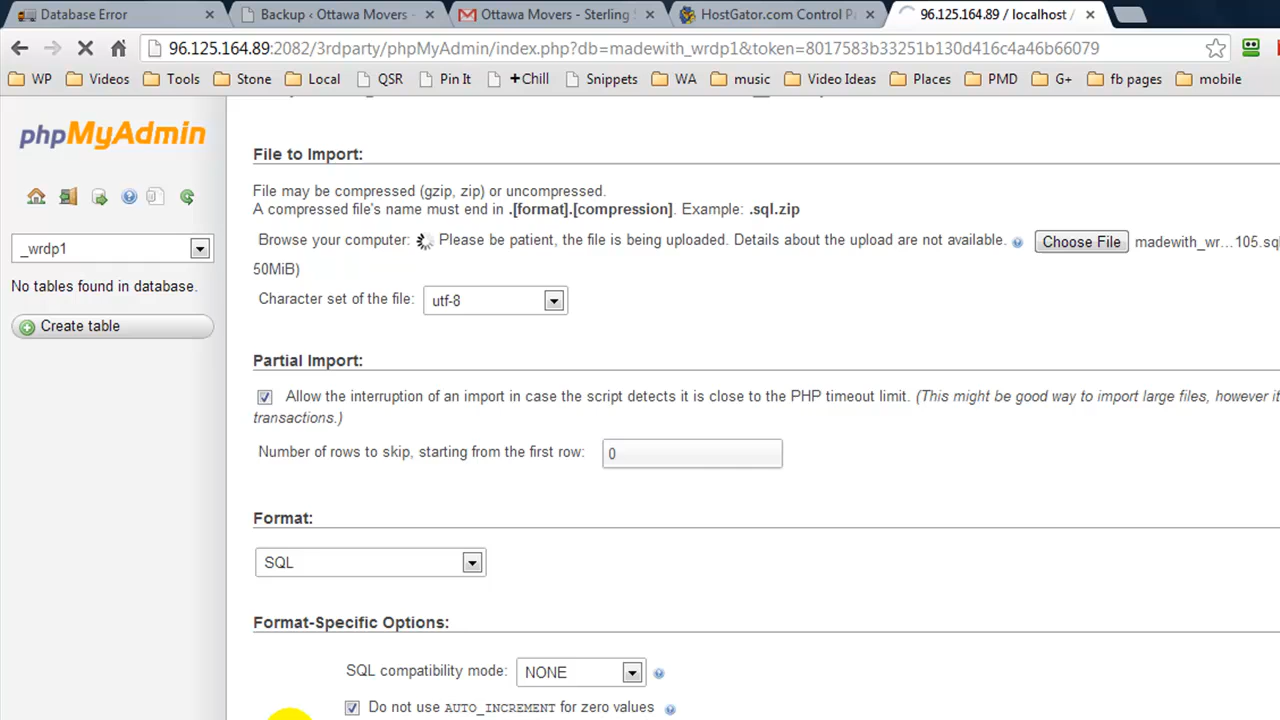 Database Error
Backup ‹ Ottawa Movers -
Ottawa Movers - Sterling
HostGator.com Control P
96.125.164.89 / localhost /
96.125.164.89:2082/3rdparty/phpMyAdmin/index.php?db=madewith_wrdp1&token=8017583b33251b130d416c4a46b66079
WP Videos Tools Stone Local QSR Pin It +Chill Snippets WA music Video Ideas Places PMD G+ fb pages mobile
phpMyAdmin
_wrdp1
No tables found in database.
Create table
File to Import:
File may be compressed (gzip, zip) or uncompressed.
A compressed file's name must end in .[format].[compression]. Example: .sql.zip
Browse your computer: Please be patient, the file is being uploaded. Details about the upload are not available. Choose File madewith_wr...105.sql
50MiB)
Character set of the file: utf-8
Partial Import:
Allow the interruption of an import in case the script detects it is close to the PHP timeout limit. (This might be good way to import large files, however it
transactions.)
Number of rows to skip, starting from the first row: 0
Format:
SQL
Format-Specific Options:
SQL compatibility mode: NONE
Do not use AUTO_INCREMENT for zero values